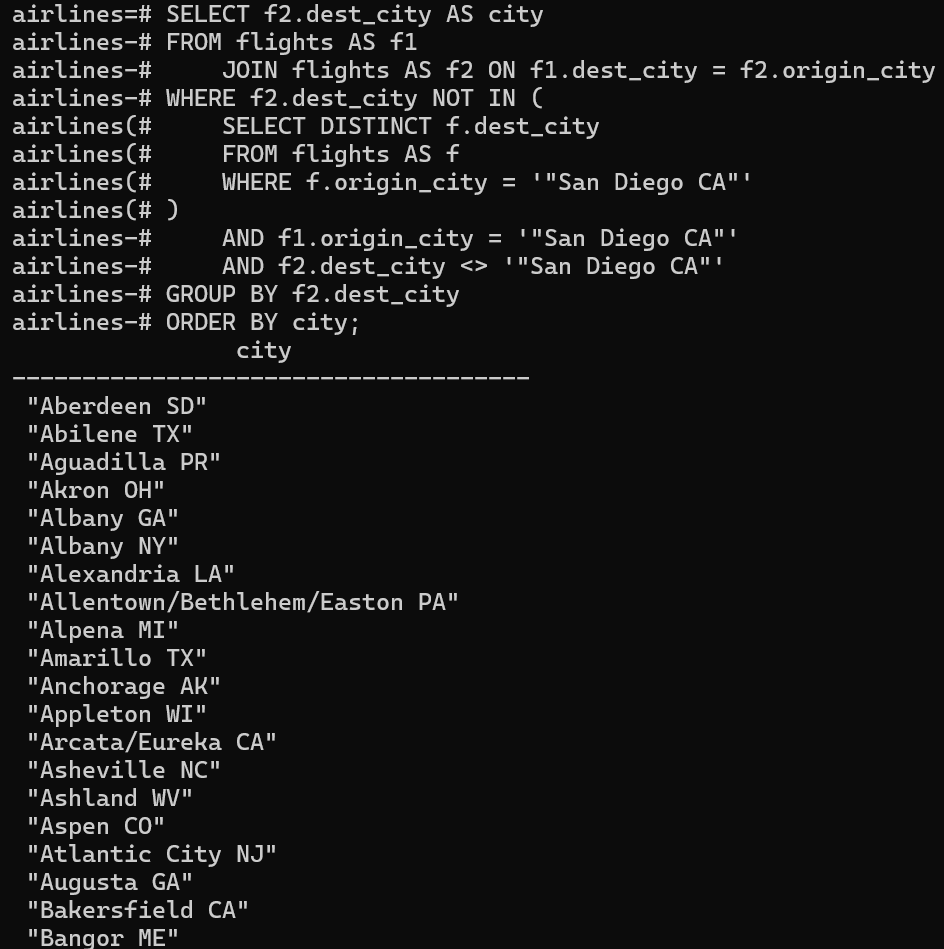 airlines=# SELECT f2.dest_city AS city
airlines-# FROM flights AS f1
airlines-#     JOIN flights AS f2 ON f1.dest_city = f2.origin_city
airlines-# WHERE f2.dest_city NOT IN (
airlines(#     SELECT DISTINCT f.dest_city
airlines(#     FROM flights AS f
airlines(#     WHERE f.origin_city = '"San Diego CA"'
airlines(# )
airlines-#     AND f1.origin_city = '"San Diego CA"'
airlines-#     AND f2.dest_city <> '"San Diego CA"'
airlines-# GROUP BY f2.dest_city
airlines-# ORDER BY city;
                city
-------------------------------------
 "Aberdeen SD"
 "Abilene TX"
 "Aguadilla PR"
 "Akron OH"
 "Albany GA"
 "Albany NY"
 "Alexandria LA"
 "Allentown/Bethlehem/Easton PA"
 "Alpena MI"
 "Amarillo TX"
 "Anchorage AK"
 "Appleton WI"
 "Arcata/Eureka CA"
 "Asheville NC"
 "Ashland WV"
 "Aspen CO"
 "Atlantic City NJ"
 "Augusta GA"
 "Bakersfield CA"
 "Bangor ME"